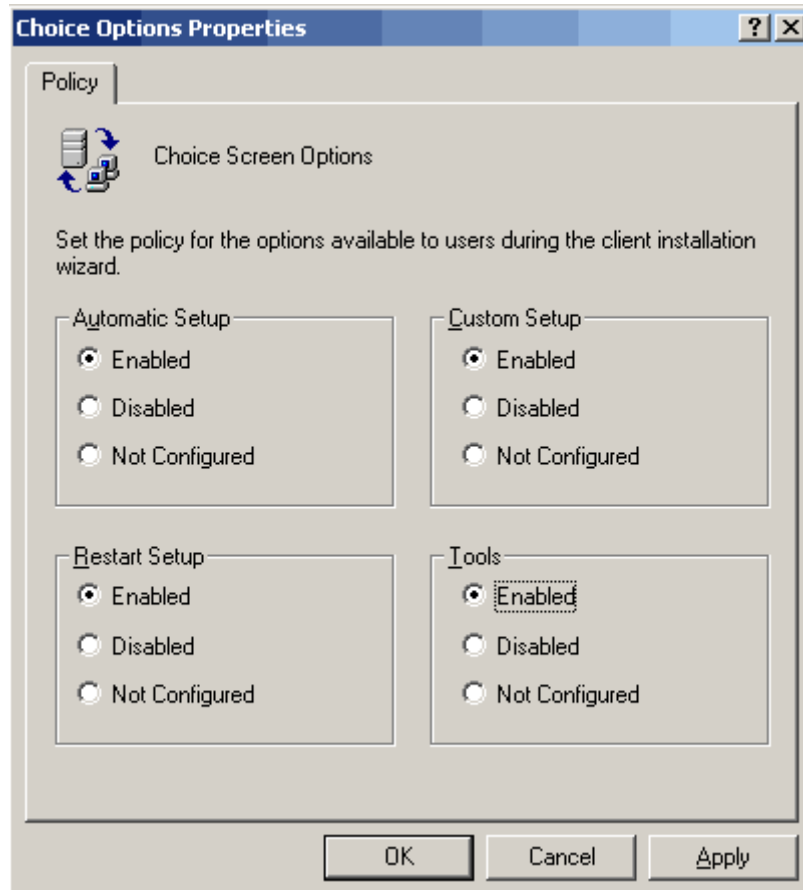 Choice Options Properties
Policy
Choice Screen Options
Set the policy for the options available to users during the client installation
wizard.
Automatic Setup
Enabled
Disabled
Not Configured
Custom Setup
Enabled
Disabled
Not Configured
Restart Setup
Enabled
Disabled
Not Configured
Tools
Enabled
Disabled
Not Configured
OK
Cancel
Apply